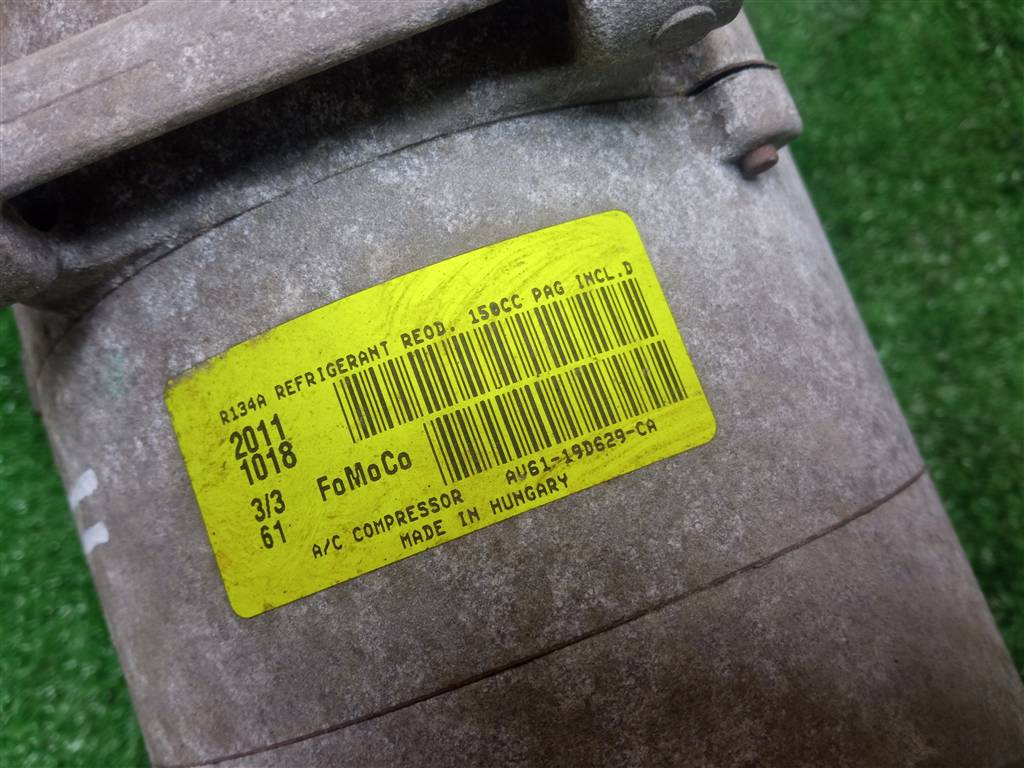 R134A REFRIGERANT REQD. 150CC PAG INCL.D
2011
1018
3/3
61
FoMoCo
A/C COMPRESSOR AV61-19D629-CA
MADE IN HUNGARY